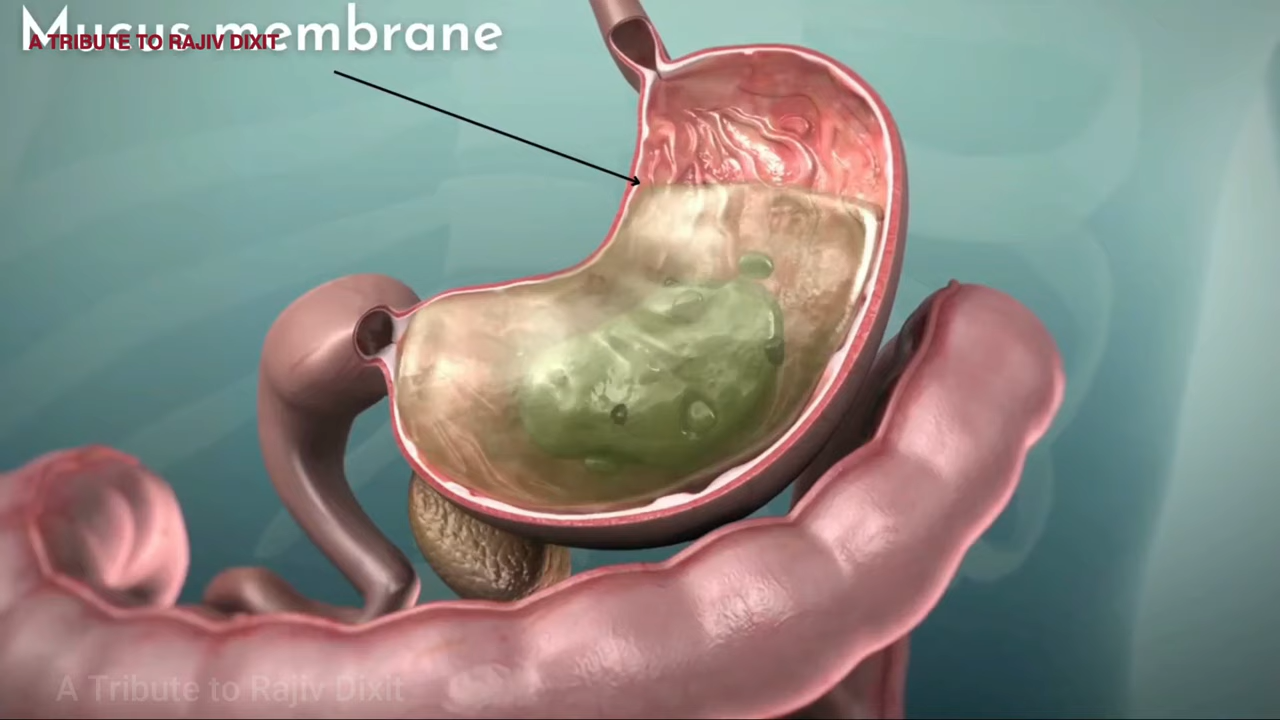 Mucus membrane
A TRIBUTE TO RAJIV DIXIT
A Tribute to Rajiv Dixit